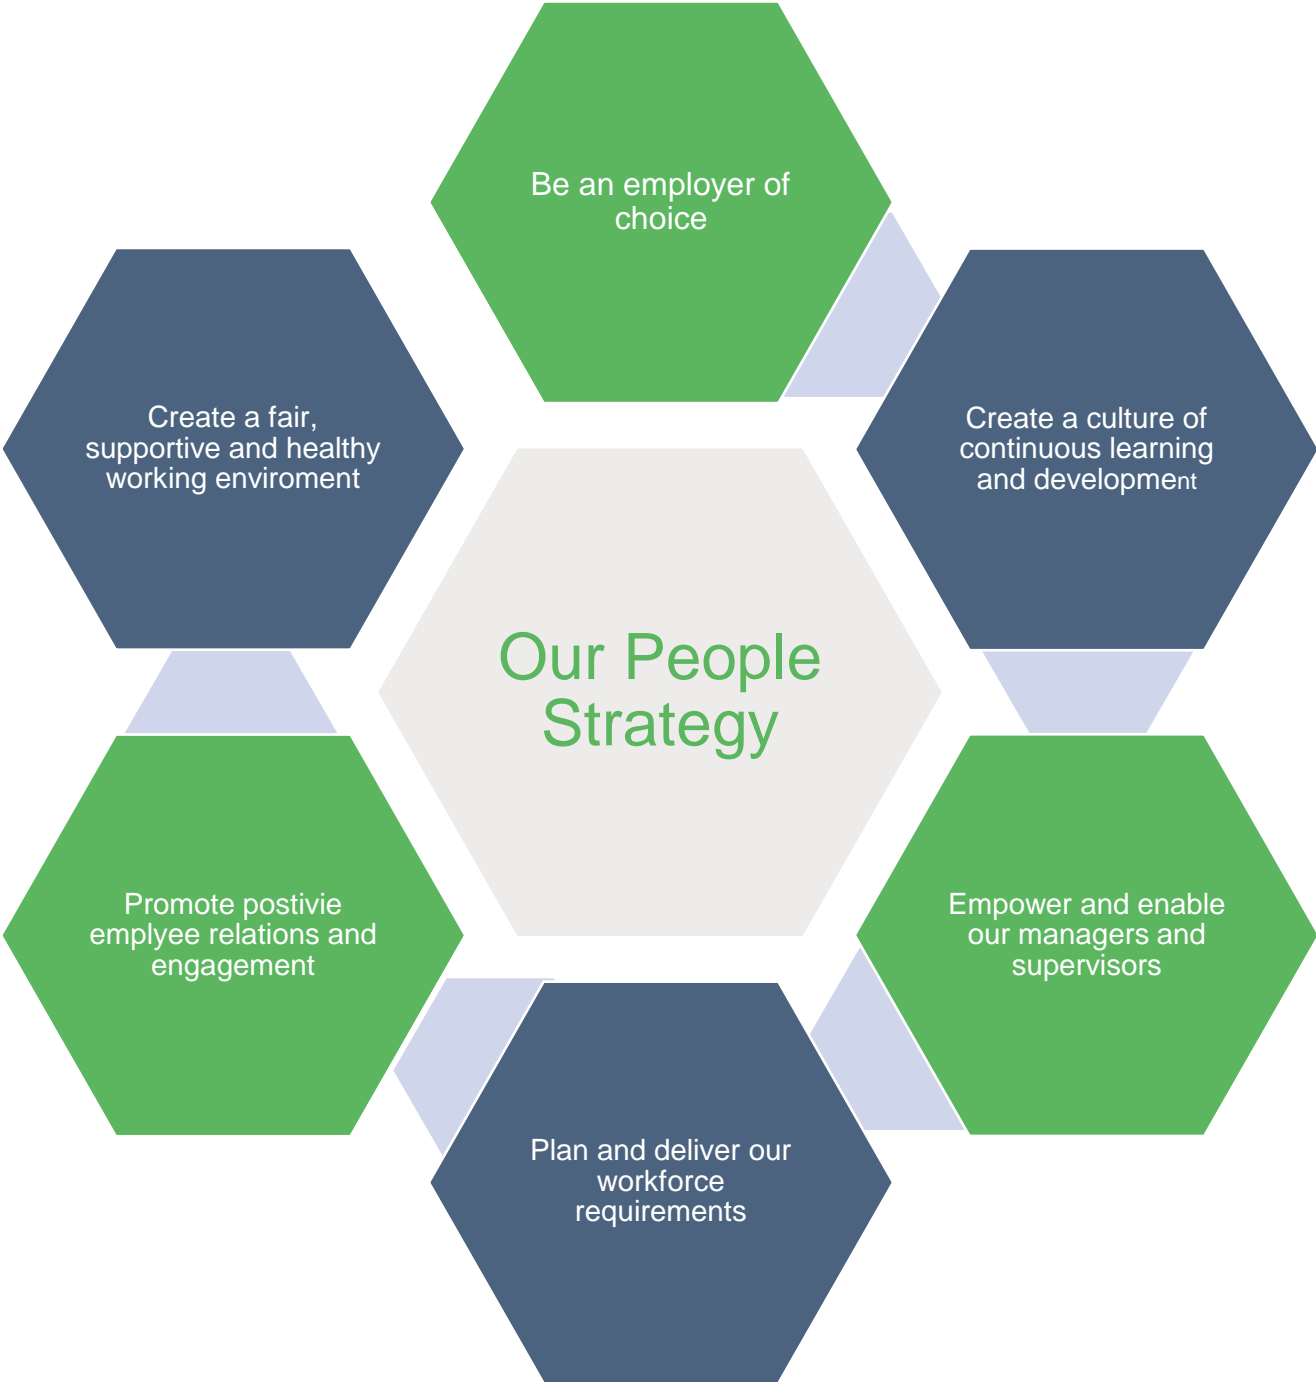 Be an employer of
choice
Create a fair,
supportive and healthy
working enviroment
Create a culture of
continuous learning
and development
Our People
Strategy
Promote postivie
emplyee relations and
engagement
Empower and enable
our managers and
supervisors
Plan and deliver our
workforce
requirements